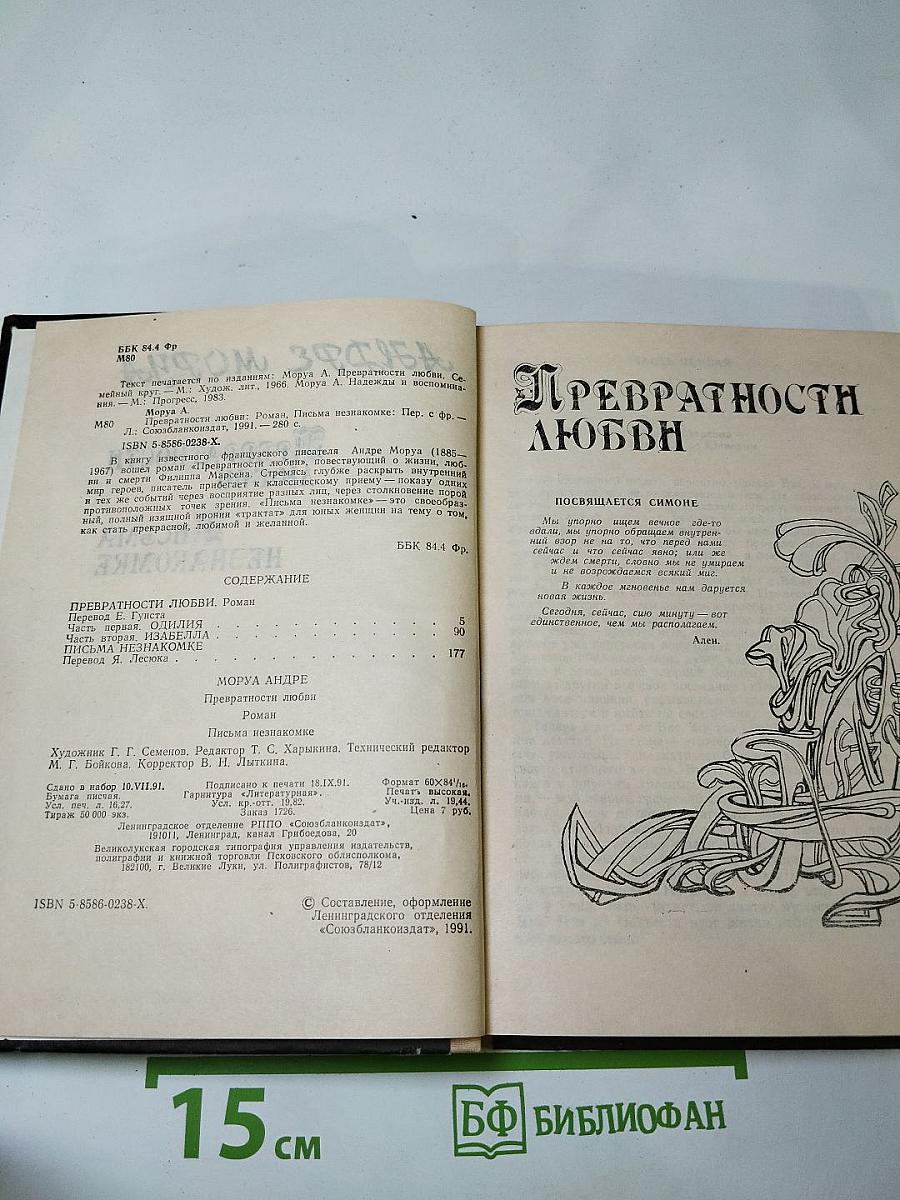 ББК 84.4 Фр
М80
Текст печатается по изданиям: Моруа А. Превратности любви. Се-
мейный круг. — М.: Худож. лит., 1966. Моруа А. Надежды и воспомина-
ния. — М.: Прогресс, 1983.
Моруа А.
М80 Превратности любви: Роман, Письма незнакомке: Пер. с фр. —
Л.: Союзбланкоиздат, 1991. — 280 с.
ISBN 5-8586-0238-X.
В книгу известного французского писателя Андре Моруа (1885—
1967) вошел роман «Превратности любви», повествующий о жизни, люб-
ви и смерти Филиппа Марсена. Стремясь глубже раскрыть внутренний
мир героев, писатель прибегает к классическому приему — показу одних
и тех же событий через восприятие разных лиц, через столкновение порой
противоположных точек зрения. «Письма незнакомке» — это своеобраз-
ный, полный изящной иронии «трактат» для юных женщин на тему о том,
как стать прекрасной, любимой и желанной.
ББК 84.4 Фр.
СОДЕРЖАНИЕ
ПРЕВРАТНОСТИ ЛЮБВИ. Роман
Перевод Е. Гунста
Часть первая. ОДИЛИЯ . . . . . . . . . . . . 5
Часть вторая. ИЗАБЕЛЛА . . . . . . . . . . . . 90
ПИСЬМА НЕЗНАКОМКЕ
Перевод Я. Лесюка . . . . . . . . . . . . . . 177
МОРУА АНДРЕ
Превратности любви
Роман
Письма незнакомке
Художник Г. Г. Семенов. Редактор Т. С. Харыкина. Технический редактор
М. Г. Бойкова. Корректор В. Н. Лыткина.
Сдано в набор 10.VII.91. Подписано к печати 18.IX.91. Формат 60×84¹/₁₆.
Бумага писчая. Гарнитура «Литературная». Печать высокая.
Усл. печ. л. 16,27. Усл. кр.-отт. 19,82. Уч.-изд. л. 19,44.
Тираж 50 000 экз. Заказ 1726. Цена 7 руб.
Ленинградское отделение РППО «Союзбланкоиздат»,
191011, Ленинград, канал Грибоедова, 20
Великолукская городская типография управления издательств,
полиграфии и книжной торговли Псковского облисполкома,
182100, г. Великие Луки, ул. Полиграфистов, 78/12
ISBN 5-8586-0238-X.
© Составление, оформление
Ленинградского отделения
«Союзбланкоиздат», 1991.
ПРЕВРАТНОСТИ
ЛЮБВИ
ПОСВЯЩАЕТСЯ СИМОНЕ
Мы упорно ищем вечное где-то
вдали, мы упорно обращаем внутрен-
ний взор не на то, что перед нами
сейчас и что сейчас явно; или же
ждем смерти, словно мы не умираем
и не возрождаемся всякий миг.
В каждое мгновенье нам даруется
новая жизнь.
Сегодня, сейчас, сию минуту — вот
единственное, чем мы располагаем.
Ален.
15 см
БФ БИБЛИОФАН